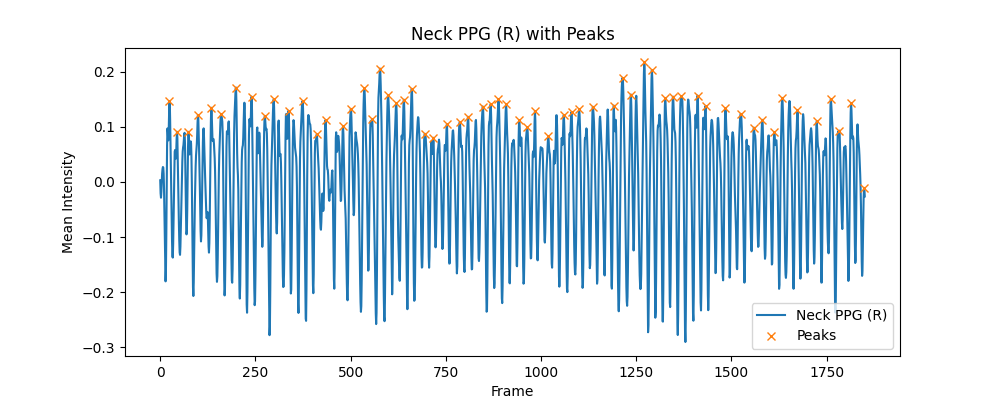 Neck PPG (R) with Peaks
Mean Intensity
0.2
0.1
0.0
−0.1
−0.2
−0.3
0 250 500 750 1000 1250 1500 1750
Frame
Neck PPG (R)
Peaks